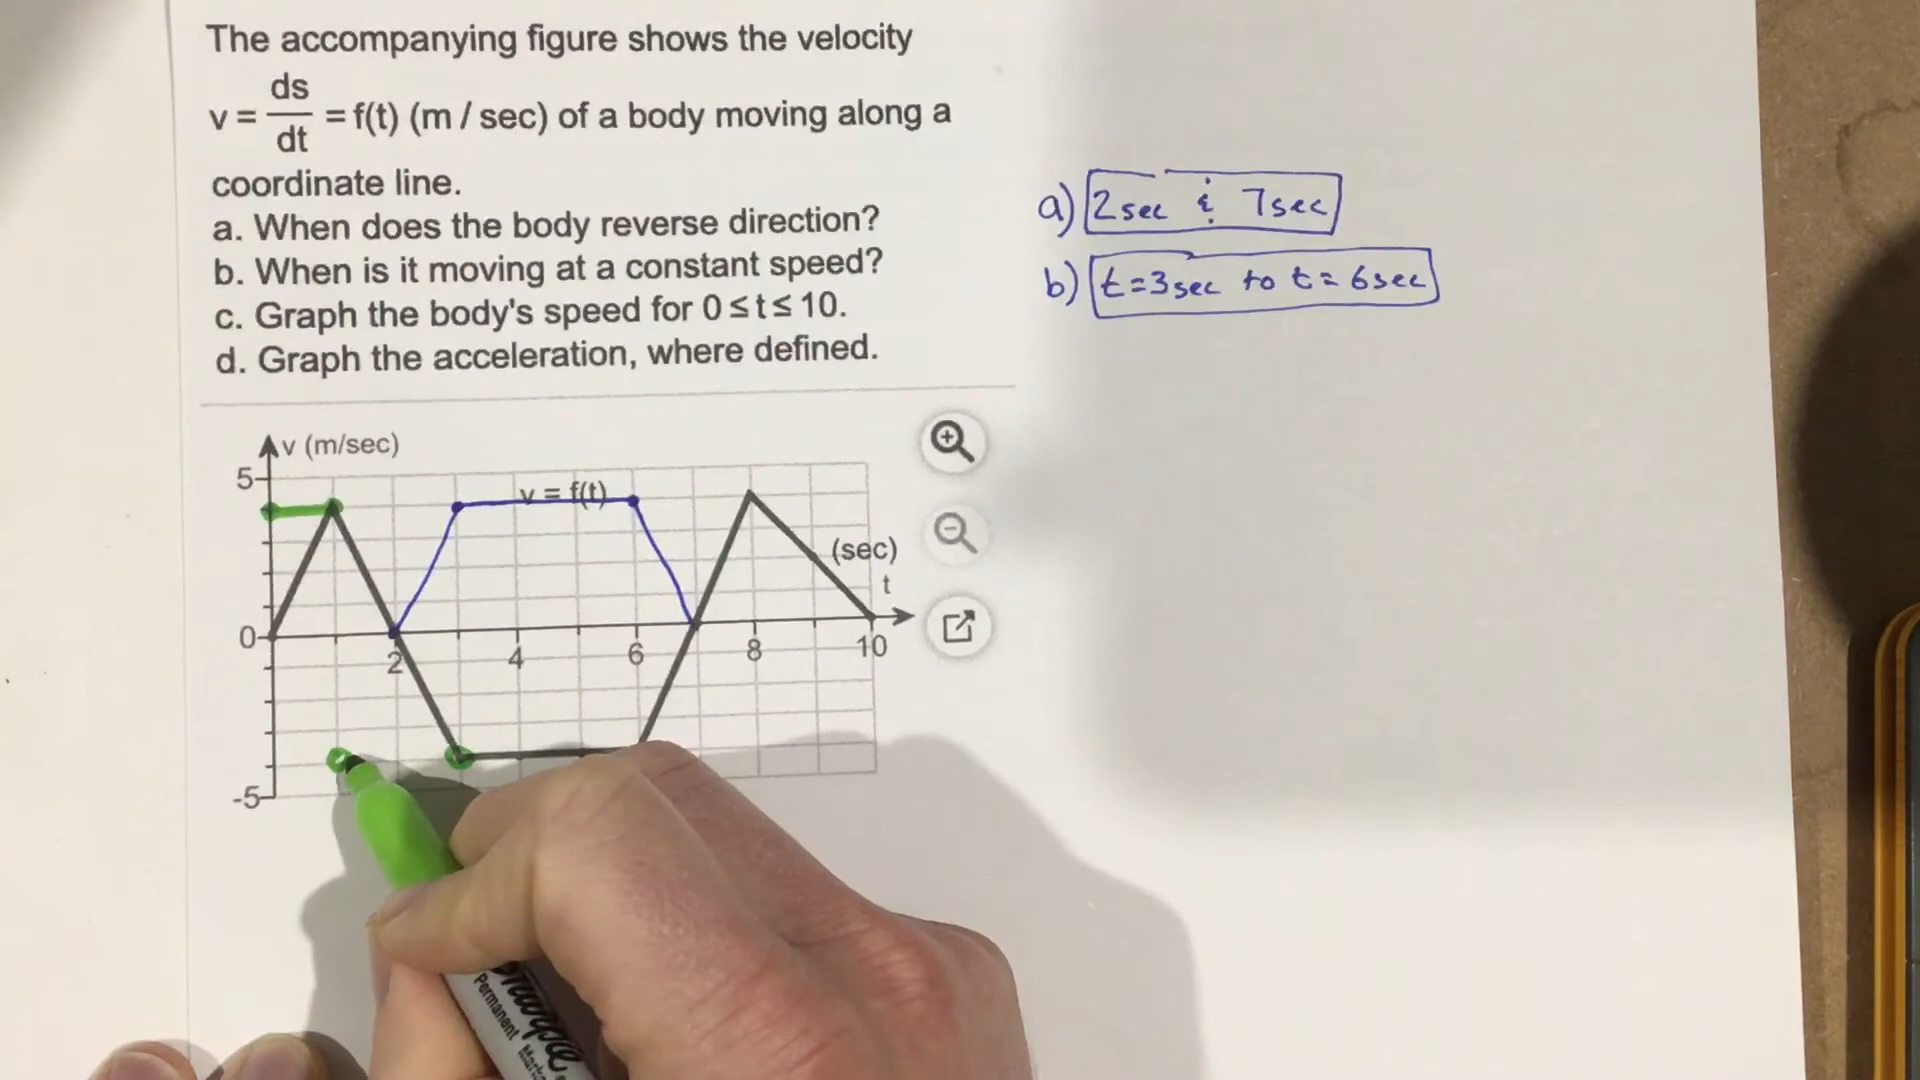 The accompanying figure shows the velocity
v = ds/dt = f(t) (m / sec) of a body moving along a
coordinate line.
a. When does the body reverse direction?
b. When is it moving at a constant speed?
c. Graph the body's speed for 0 ≤ t ≤ 10.
d. Graph the acceleration, where defined.
a) 2sec & 7sec
b) t=3sec to t=6sec
v (m/sec)
5
v = f(t)
(sec)
t
0
2
4
6
8
10
-5
Sharpie
Permanent